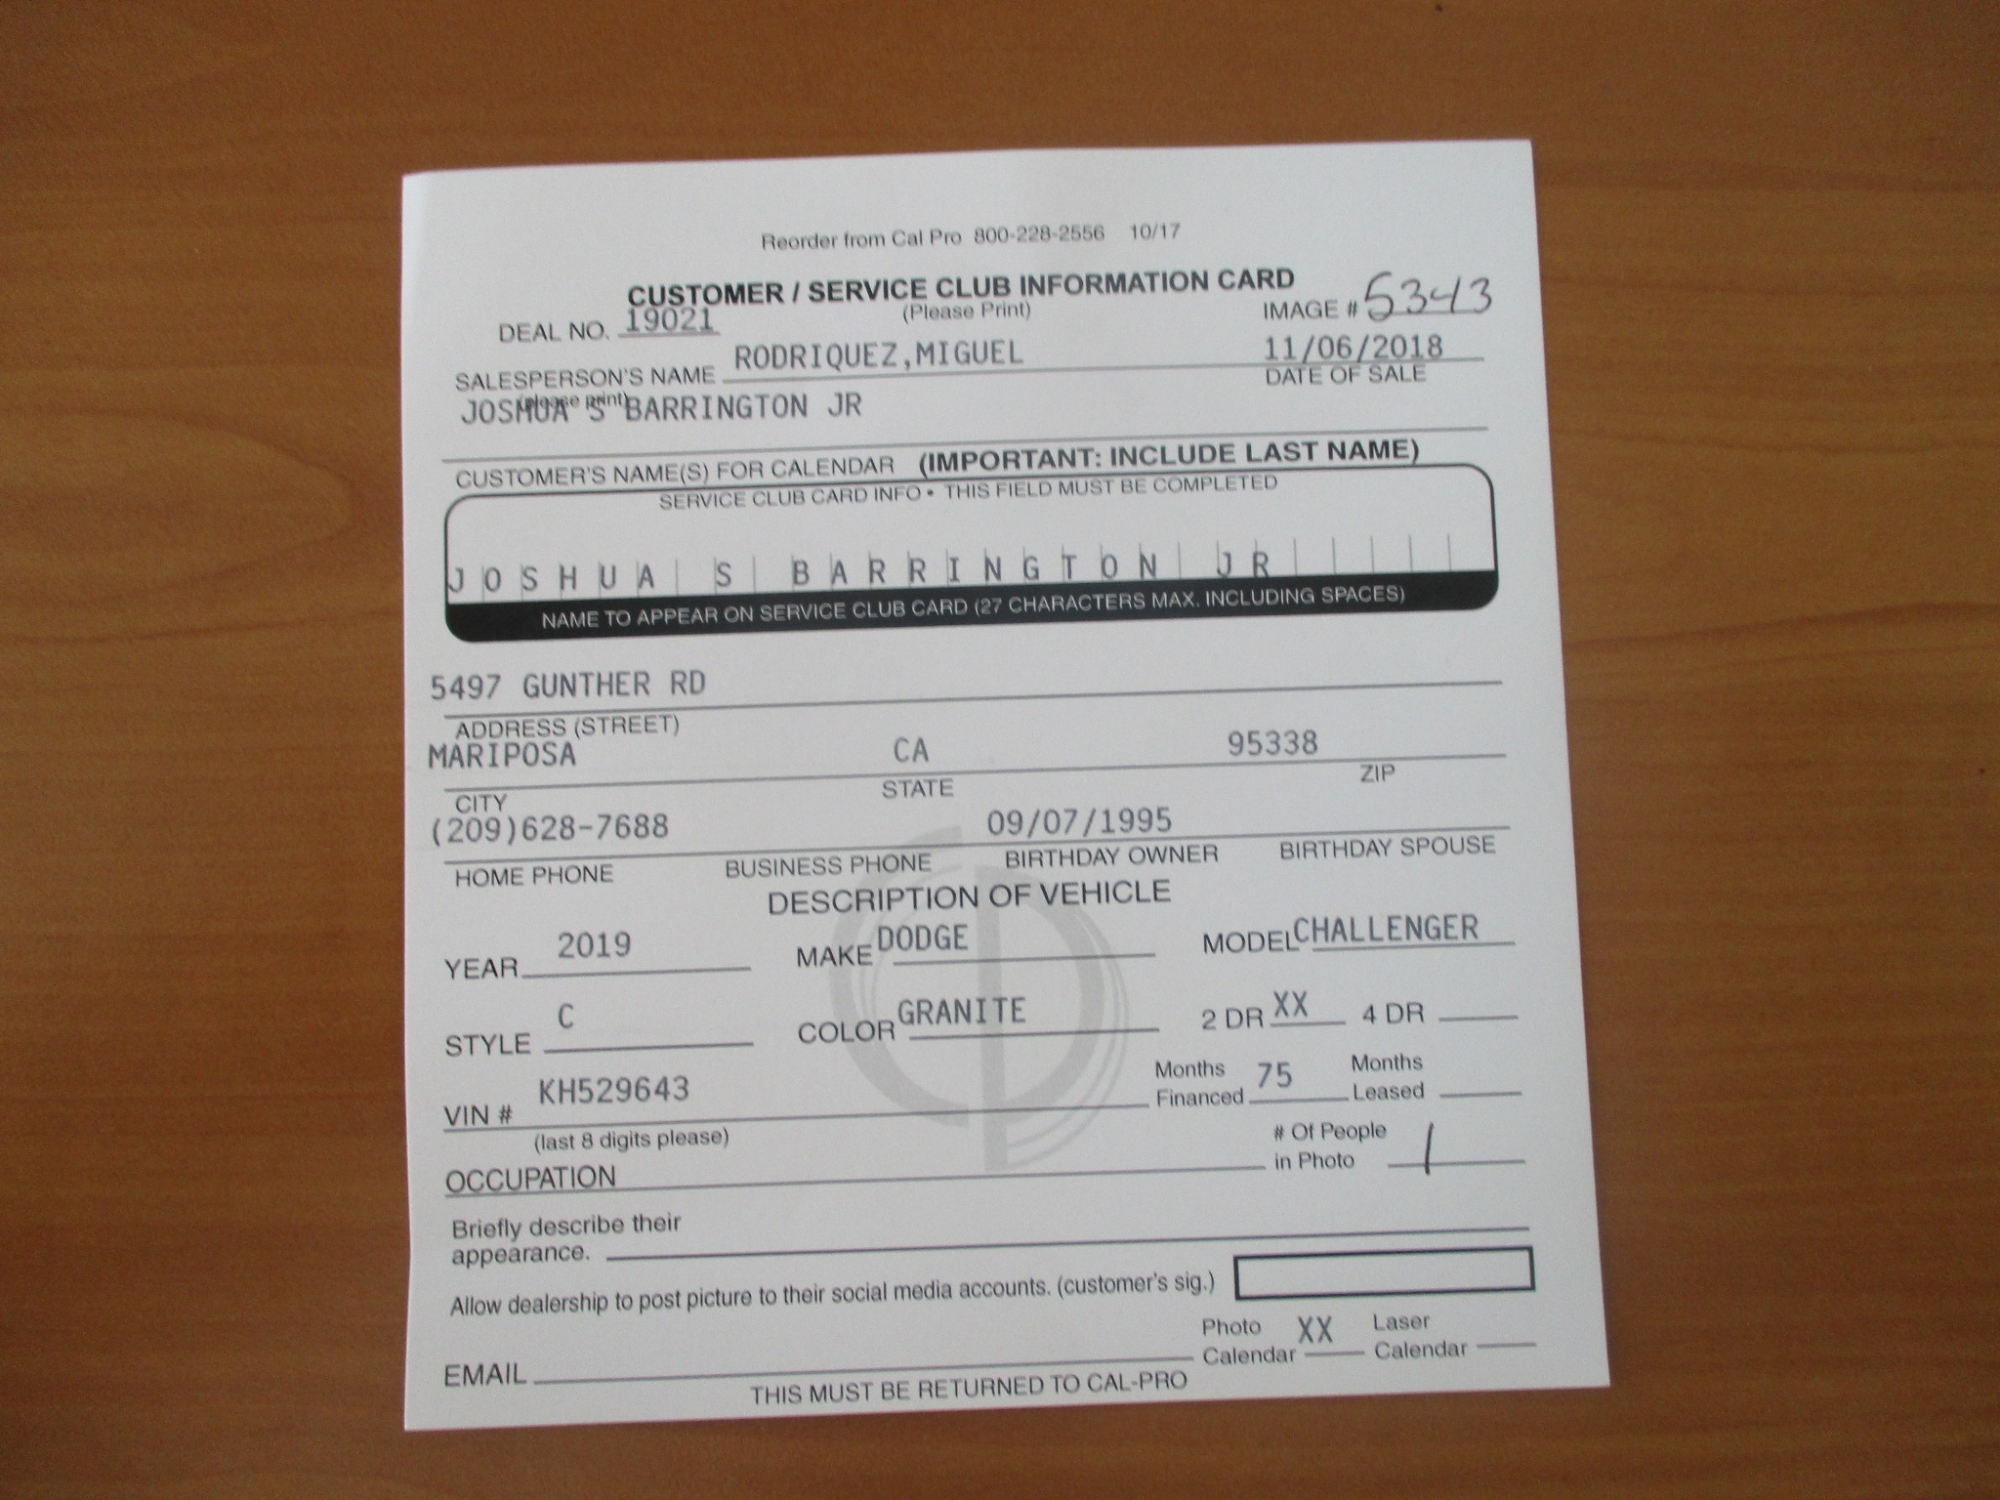 Reorder from Cal Pro 800-228-2556 10/17
CUSTOMER / SERVICE CLUB INFORMATION CARD
(Please Print)
DEAL NO. 19021
IMAGE # 5343
SALESPERSON'S NAME RODRIQUEZ,MIGUEL 11/06/2018
(please print) DATE OF SALE
JOSHUA S BARRINGTON JR
CUSTOMER'S NAME(S) FOR CALENDAR (IMPORTANT: INCLUDE LAST NAME)
SERVICE CLUB CARD INFO • THIS FIELD MUST BE COMPLETED
JOSHUA S BARRINGTON JR
NAME TO APPEAR ON SERVICE CLUB CARD (27 CHARACTERS MAX. INCLUDING SPACES)
5497 GUNTHER RD
ADDRESS (STREET)
MARIPOSA CA 95338
CITY STATE ZIP
(209)628-7688 09/07/1995
HOME PHONE BUSINESS PHONE BIRTHDAY OWNER BIRTHDAY SPOUSE
DESCRIPTION OF VEHICLE
YEAR 2019 MAKE DODGE MODEL CHALLENGER
STYLE C COLOR GRANITE 2 DR XX 4 DR
VIN # KH529643 Months Financed 75 Months Leased
(last 8 digits please)
OCCUPATION # Of People in Photo 1
Briefly describe their
appearance.
Allow dealership to post picture to their social media accounts. (customer's sig.)
EMAIL Photo Calendar XX Laser Calendar
THIS MUST BE RETURNED TO CAL-PRO